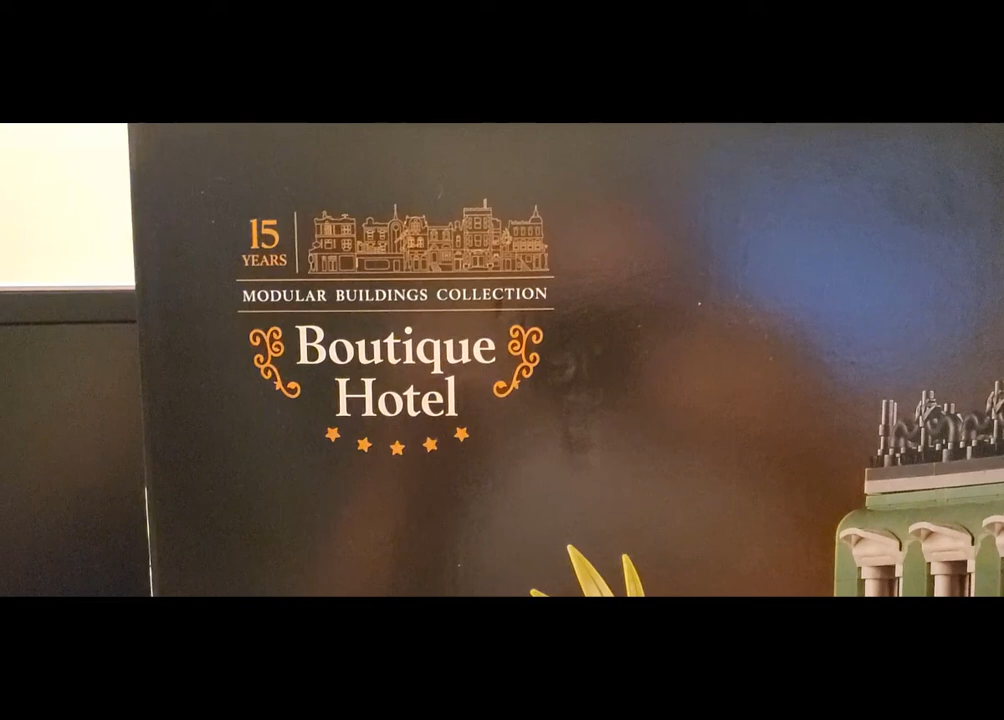 15
YEARS
MODULAR BUILDINGS COLLECTION
Boutique
Hotel